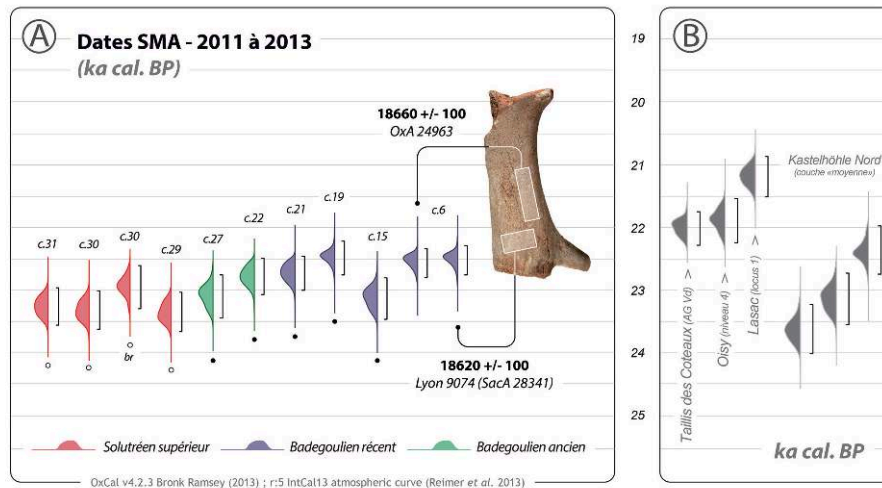 A
Dates SMA - 2011 à 2013
(ka cal. BP)
18660 +/- 100
OxA 24963
c.31
c.30
c.30
c.29
c.27
c.22
c.21
c.19
c.15
c.6
br
18620 +/- 100
Lyon 9074 (SacA 28341)
Solutréen supérieur
Badegoulien récent
Badegoulien ancien
OxCal v4.2.3 Bronk Ramsey (2013) ; r:5 IntCal13 atmospheric curve (Reimer et al. 2013)
B
19
20
21
22
23
24
25
Kastelhöhle Nord
(couche «moyenne»)
Taillis des Coteaux (AG Vd) >
Oisy (niveau 4) >
Lasac (locus 1) >
ka cal. BP